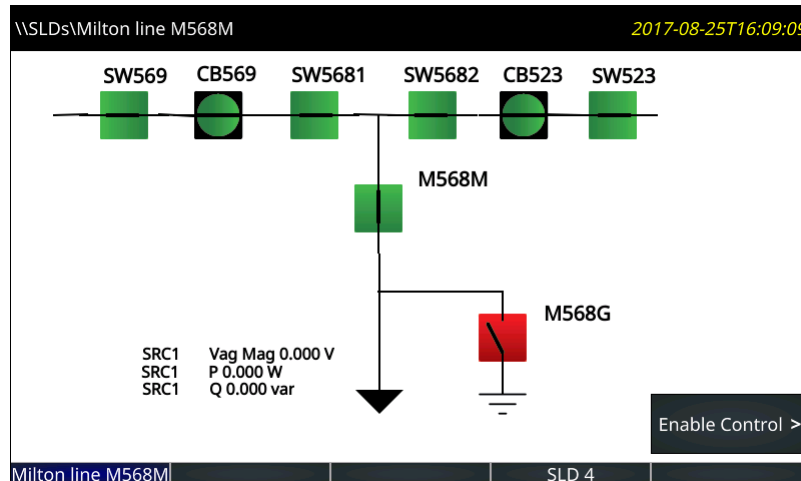 \\SLDs\Milton line M568M 2017-08-25T16:09:09
SW569 CB569 SW5681 SW5682 CB523 SW523
M568M
M568G
SRC1 Vag Mag 0.000 V
SRC1 P 0.000 W
SRC1 Q 0.000 var
Enable Control >
Milton line M568M SLD 4